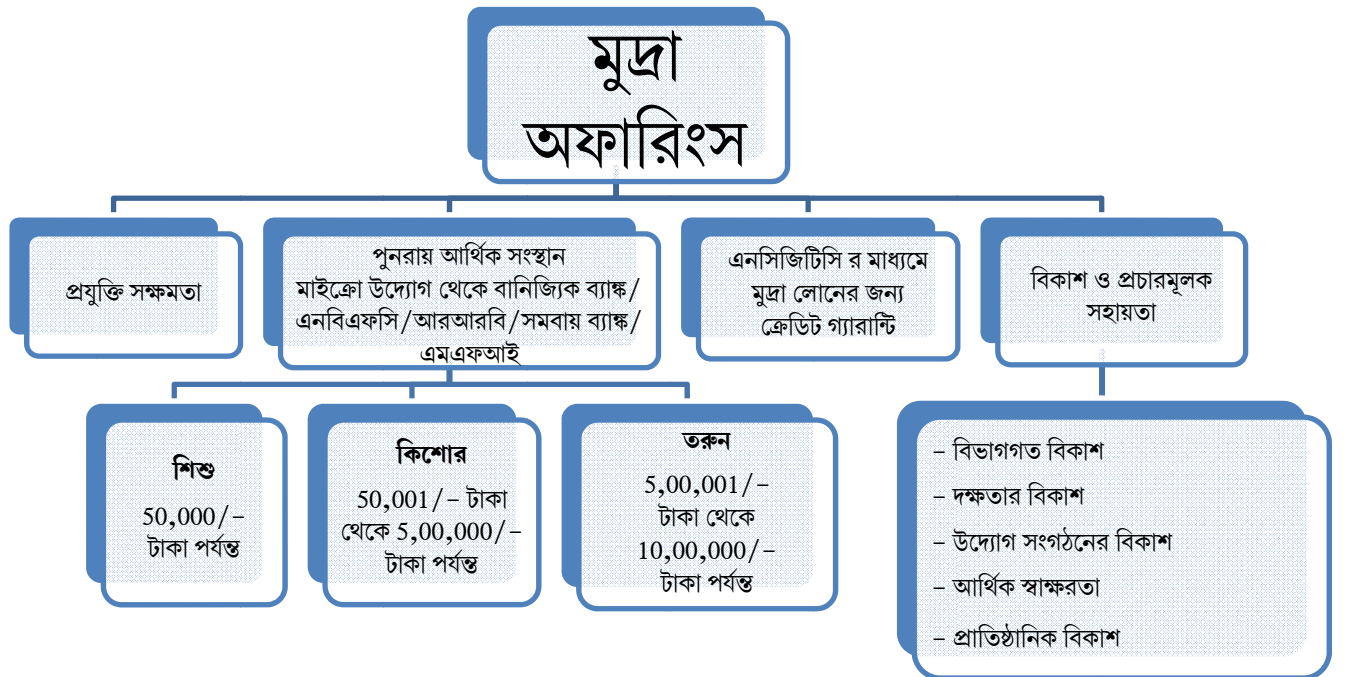 মুদ্রা
অফারিংস
প্রযুক্তি সক্ষমতা
পুনরায় আর্থিক সংস্থান
মাইক্রো উদ্যোগ থেকে বানিজ্যিক ব্যাঙ্ক/
এনবিএফসি/আরআরবি/সমবায় ব্যাঙ্ক/
এমএফআই
এনসিজিটিসি র মাধ্যমে
মুদ্রা লোনের জন্য
ক্রেডিট গ্যারান্টি
বিকাশ ও প্রচারমূলক
সহায়তা
শিশু
50,000/–
টাকা পর্যন্ত
কিশোর
50,001/– টাকা
থেকে 5,00,000/–
টাকা পর্যন্ত
তরুন
5,00,001/–
টাকা থেকে
10,00,000/–
টাকা পর্যন্ত
– বিভাগগত বিকাশ
– দক্ষতার বিকাশ
– উদ্যোগ সংগঠনের বিকাশ
– আর্থিক স্বাক্ষরতা
– প্রাতিষ্ঠানিক বিকাশ